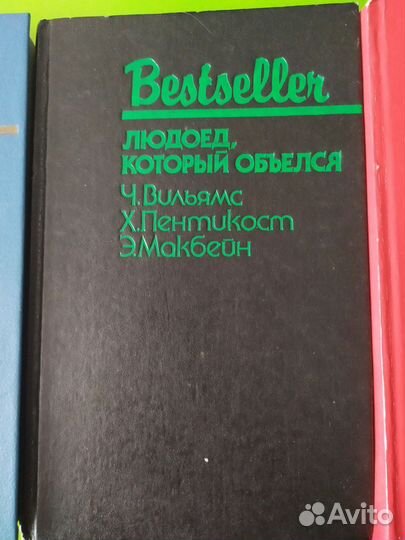 Bestseller
ЛЮДОЕД,
КОТОРЫЙ ОБЪЕЛСЯ
Ч.Вильямс
Х.Пентикост
Э.Макбейн
Avito